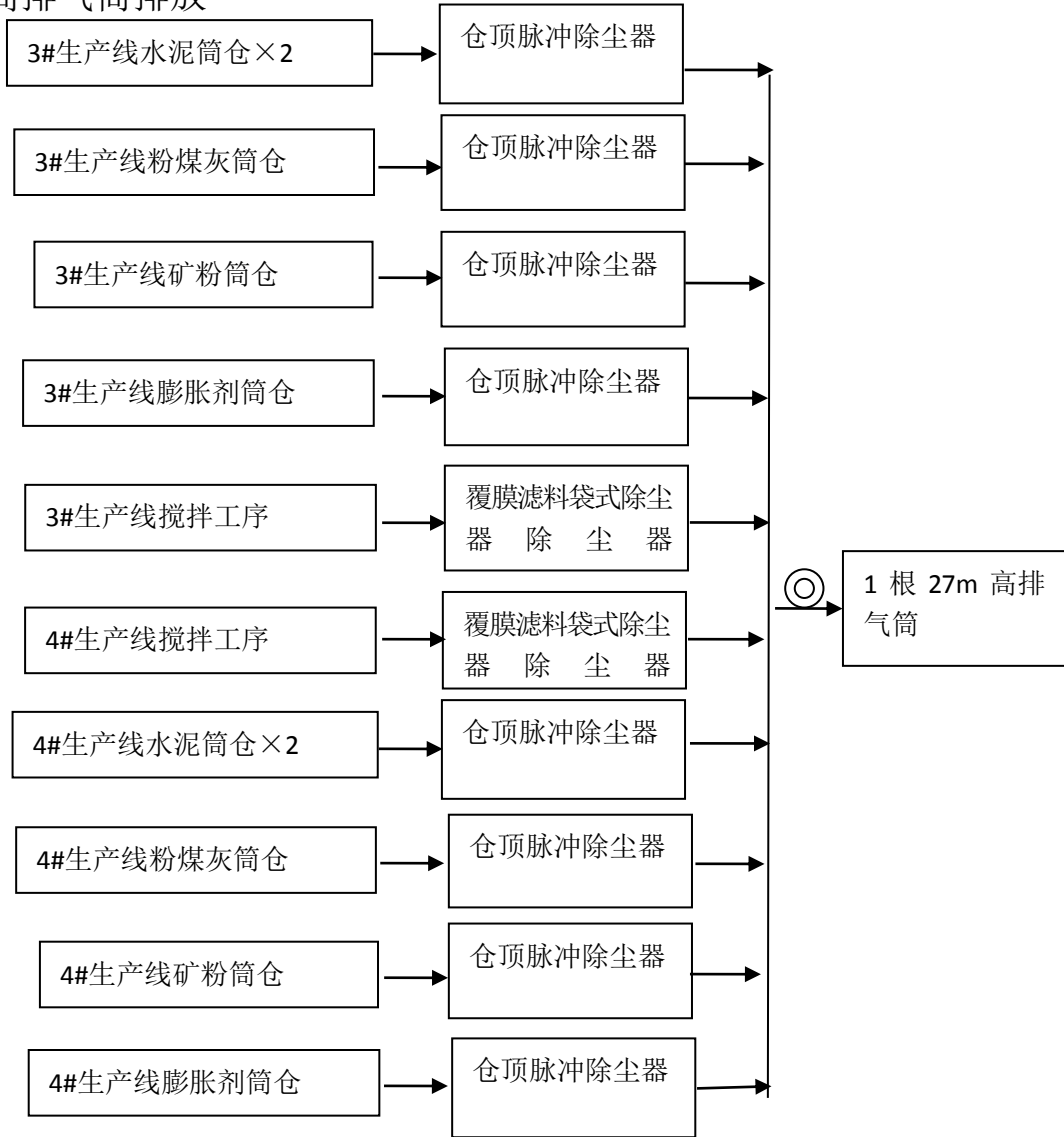 高排气筒排放
3#生产线水泥筒仓×2
仓顶脉冲除尘器
3#生产线粉煤灰筒仓
仓顶脉冲除尘器
3#生产线矿粉筒仓
仓顶脉冲除尘器
3#生产线膨胀剂筒仓
仓顶脉冲除尘器
3#生产线搅拌工序
覆膜滤料袋式除尘
器除尘器
1 根 27m 高排
气筒
4#生产线搅拌工序
覆膜滤料袋式除尘
器除尘器
4#生产线水泥筒仓×2
仓顶脉冲除尘器
4#生产线粉煤灰筒仓
仓顶脉冲除尘器
4#生产线矿粉筒仓
仓顶脉冲除尘器
4#生产线膨胀剂筒仓
仓顶脉冲除尘器